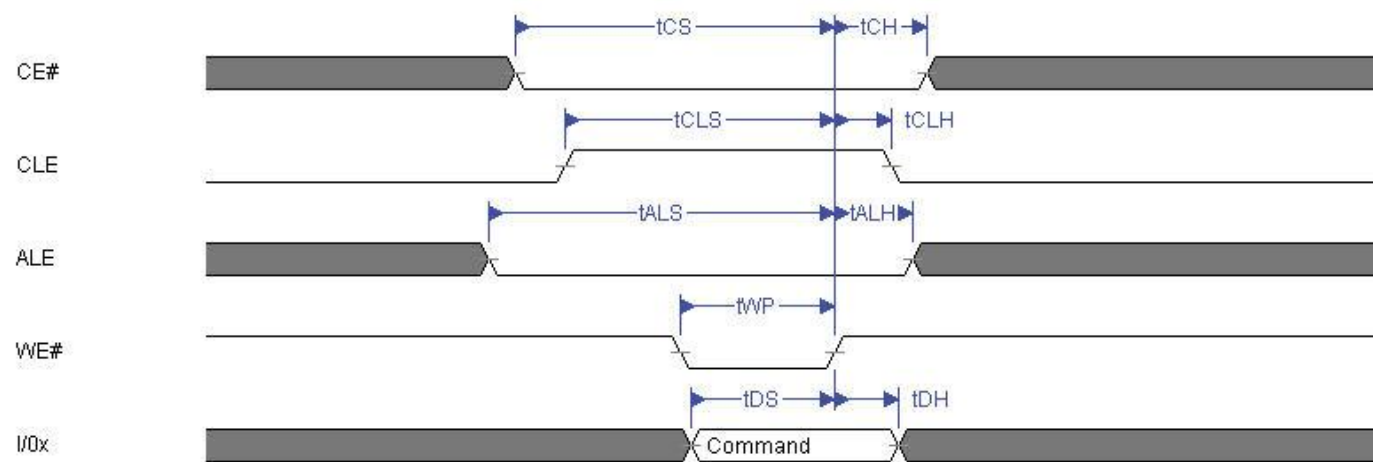 tCS tCH
CE#
tCLS tCLH
CLE
tALS tALH
ALE
tWP
WE#
tDS tDH
I/0x Command